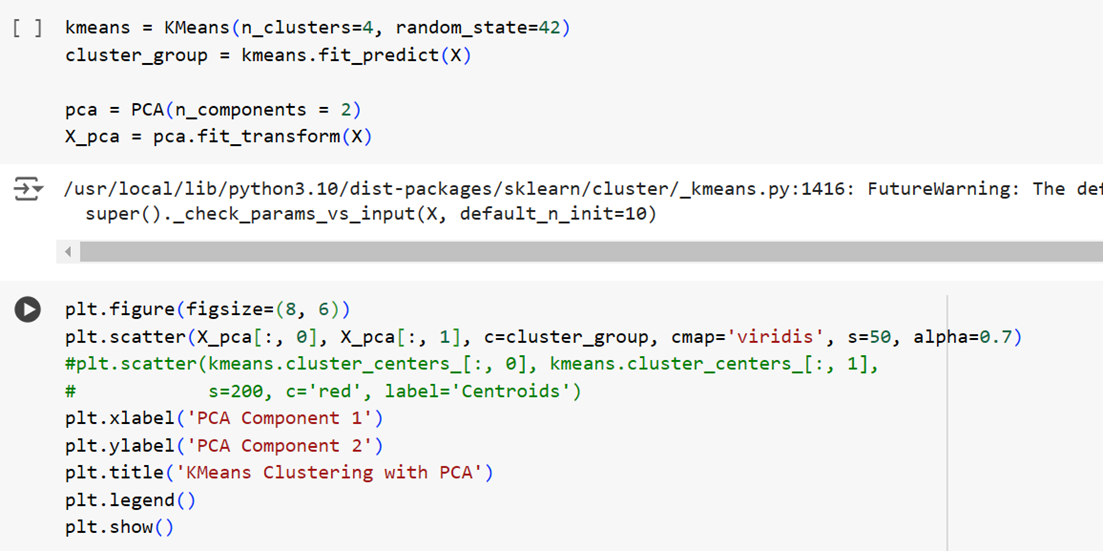 [ ] kmeans = KMeans(n_clusters=4, random_state=42)
cluster_group = kmeans.fit_predict(X)
pca = PCA(n_components = 2)
X_pca = pca.fit_transform(X)
/usr/local/lib/python3.10/dist-packages/sklearn/cluster/_kmeans.py:1416: FutureWarning: The def
super()._check_params_vs_input(X, default_n_init=10)
plt.figure(figsize=(8, 6))
plt.scatter(X_pca[:, 0], X_pca[:, 1], c=cluster_group, cmap='viridis', s=50, alpha=0.7)
#plt.scatter(kmeans.cluster_centers_[:, 0], kmeans.cluster_centers_[:, 1],
#           s=200, c='red', label='Centroids')
plt.xlabel('PCA Component 1')
plt.ylabel('PCA Component 2')
plt.title('KMeans Clustering with PCA')
plt.legend()
plt.show()